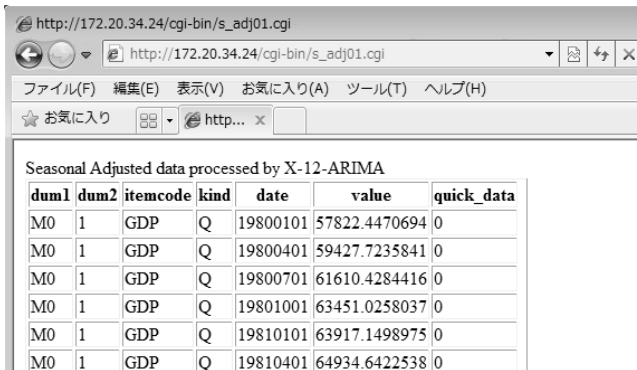 http://172.20.34.24/cgi-bin/s_adj01.cgi
http://172.20.34.24/cgi-bin/s_adj01.cgi
ファイル(F) 編集(E) 表示(V) お気に入り(A) ツール(T) ヘルプ(H)
お気に入り http... x
Seasonal Adjusted data processed by X-12-ARIMA
dum1 dum2 itemcode kind date value quick_data
M0 1 GDP Q 19800101 57822.4470694 0
M0 1 GDP Q 19800401 59427.7235841 0
M0 1 GDP Q 19800701 61610.4284416 0
M0 1 GDP Q 19801001 63451.0258037 0
M0 1 GDP Q 19810101 63917.1498975 0
M0 1 GDP Q 19810401 64934.6422538 0